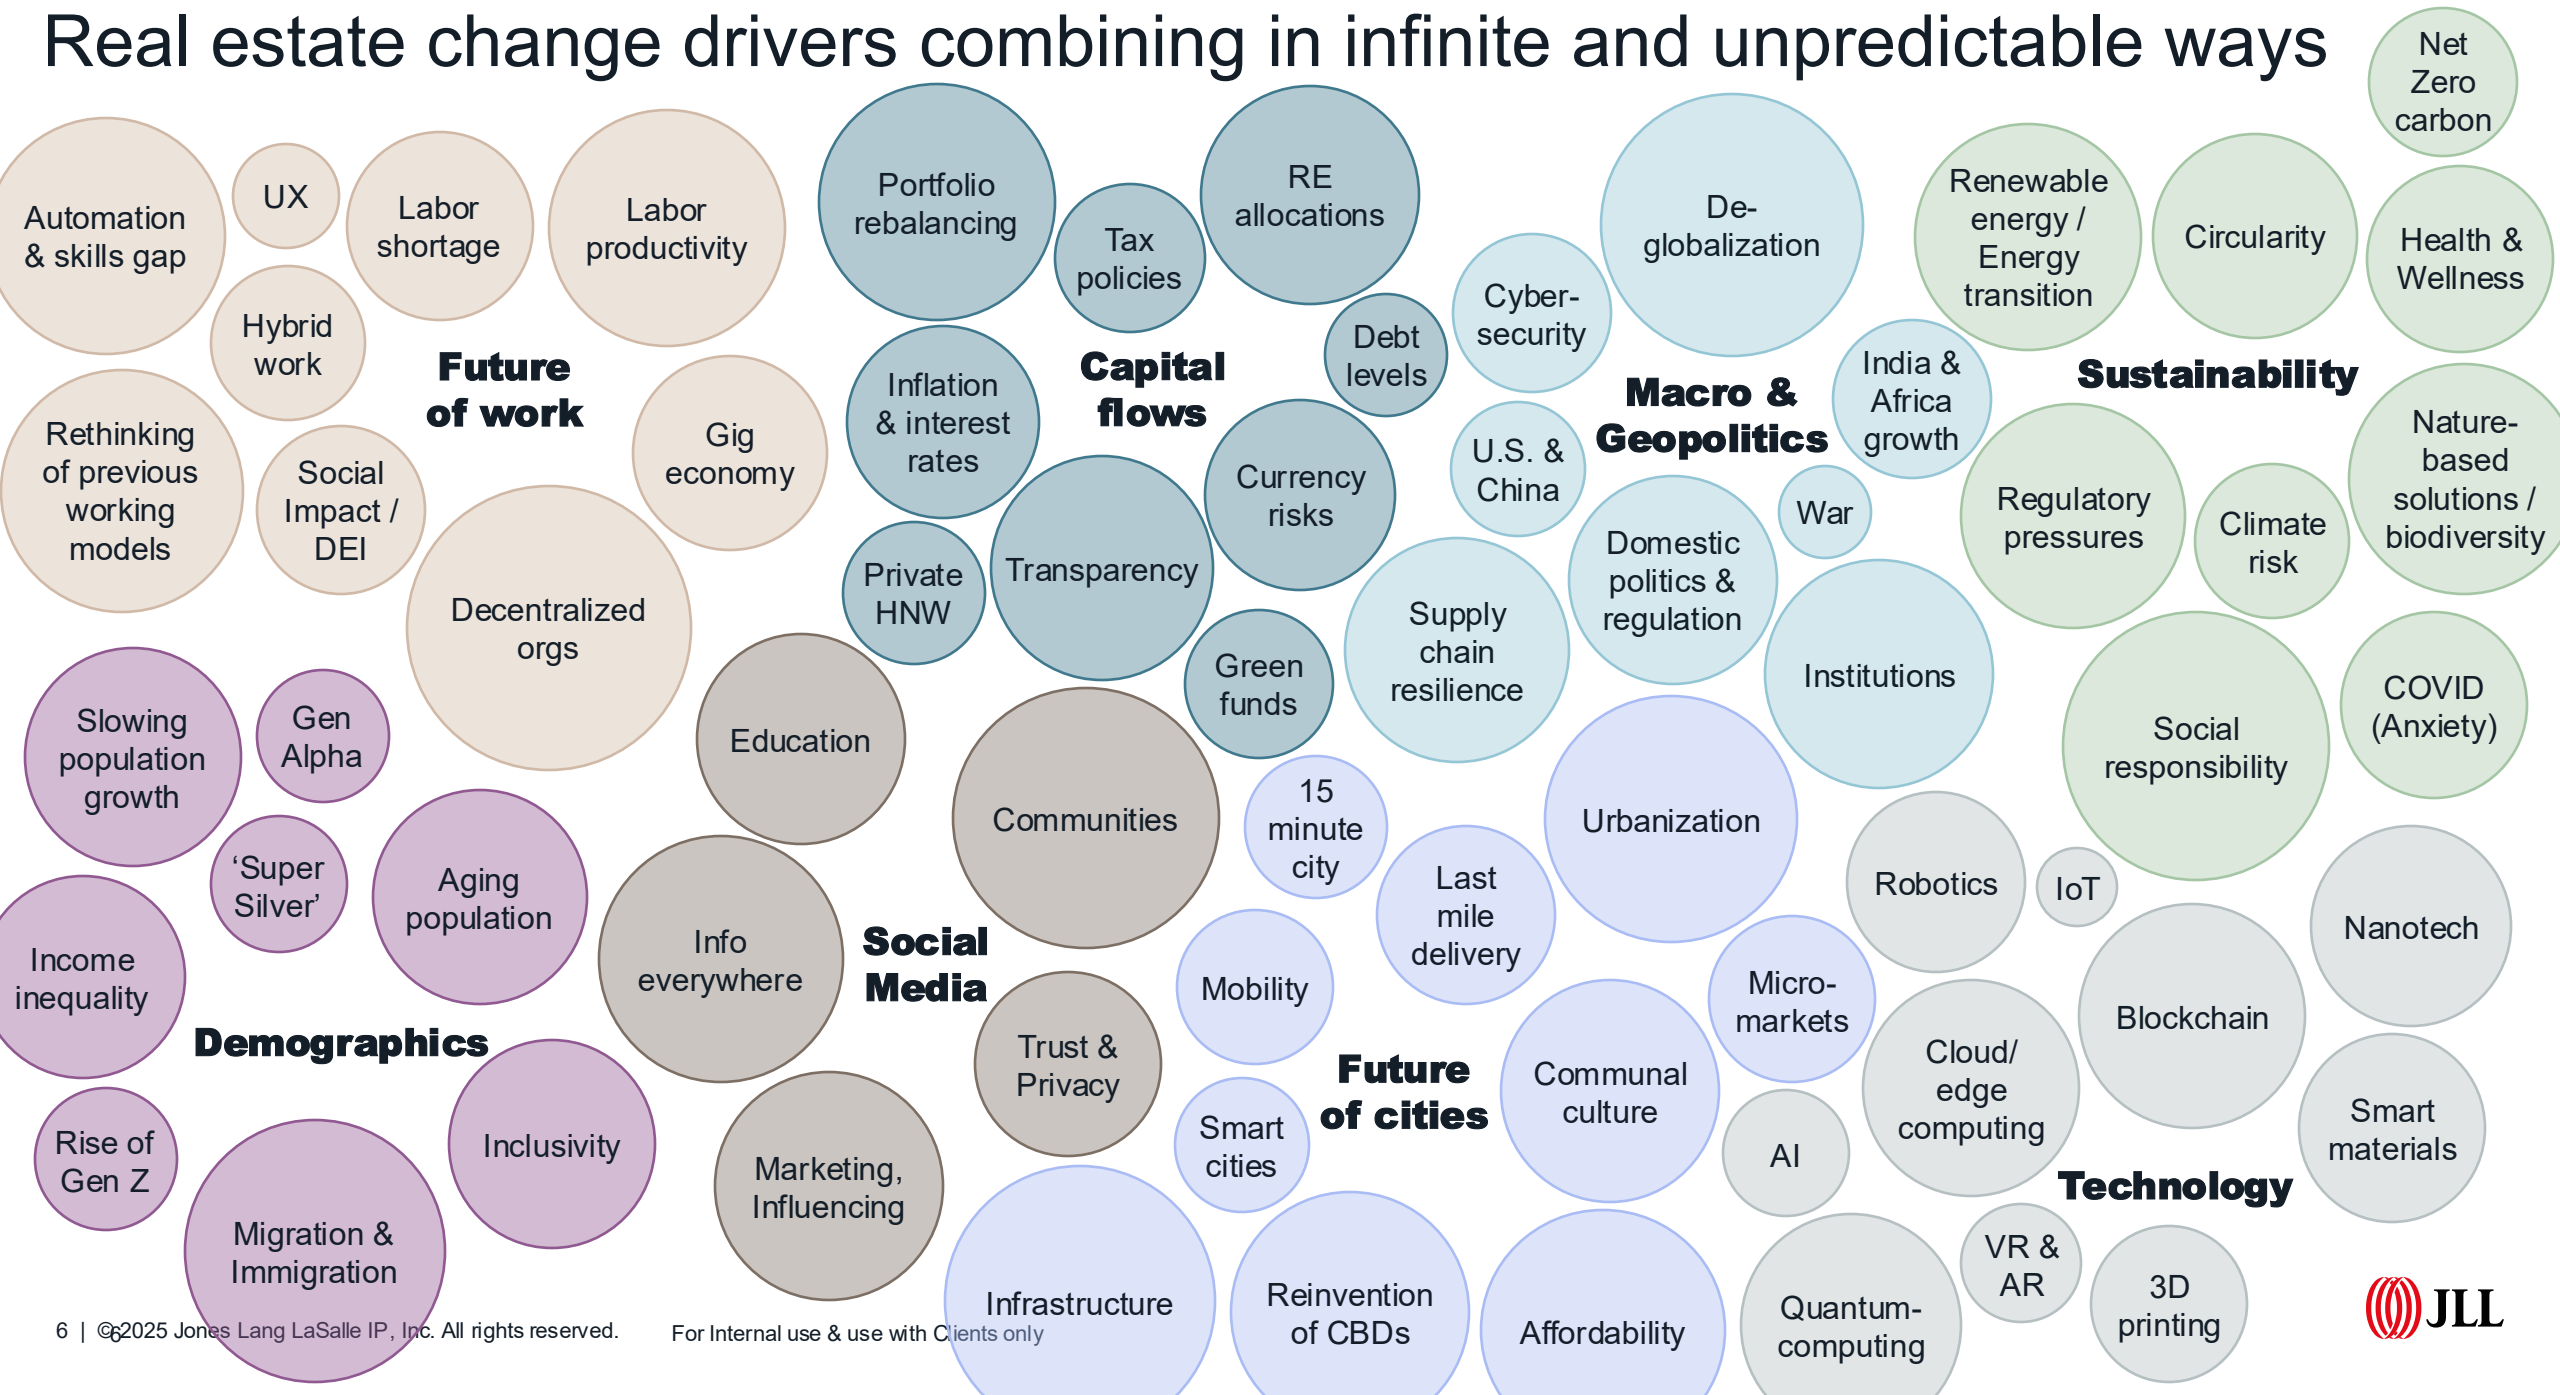 Real estate change drivers combining in infinite and unpredictable ways
Net
Zero
carbon
Automation
& skills gap
UX
Labor
shortage
Labor
productivity
Hybrid
work
Future
of work
Rethinking
of previous
working
models
Social
Impact /
DEI
Gig
economy
Decentralized
orgs
Portfolio
rebalancing
Tax
policies
RE
allocations
Debt
levels
Inflation
& interest
rates
Capital
flows
Currency
risks
Private
HNW
Transparency
Green
funds
De-
globalization
Cyber-
security
Macro &
Geopolitics
India &
Africa
growth
U.S. &
China
War
Domestic
politics &
regulation
Supply
chain
resilience
Institutions
Renewable
energy /
Energy
transition
Circularity
Health &
Wellness
Sustainability
Nature-
based
solutions /
biodiversity
Regulatory
pressures
Climate
risk
Social
responsibility
COVID
(Anxiety)
Slowing
population
growth
Gen
Alpha
‘Super
Silver’
Aging
population
Income
inequality
Demographics
Rise of
Gen Z
Migration &
Immigration
Inclusivity
Education
Communities
Info
everywhere
Social
Media
Trust &
Privacy
Marketing,
Influencing
15
minute
city
Last
mile
delivery
Urbanization
Mobility
Micro-
markets
Future
of cities
Communal
culture
Smart
cities
Infrastructure
Reinvention
of CBDs
Affordability
Robotics
IoT
Nanotech
Blockchain
Cloud/
edge
computing
AI
Smart
materials
Technology
VR &
AR
Quantum-
computing
3D
printing
JLL
6 | © 2025 Jones Lang LaSalle IP, Inc. All rights reserved.
6
For Internal use & use with Clients only